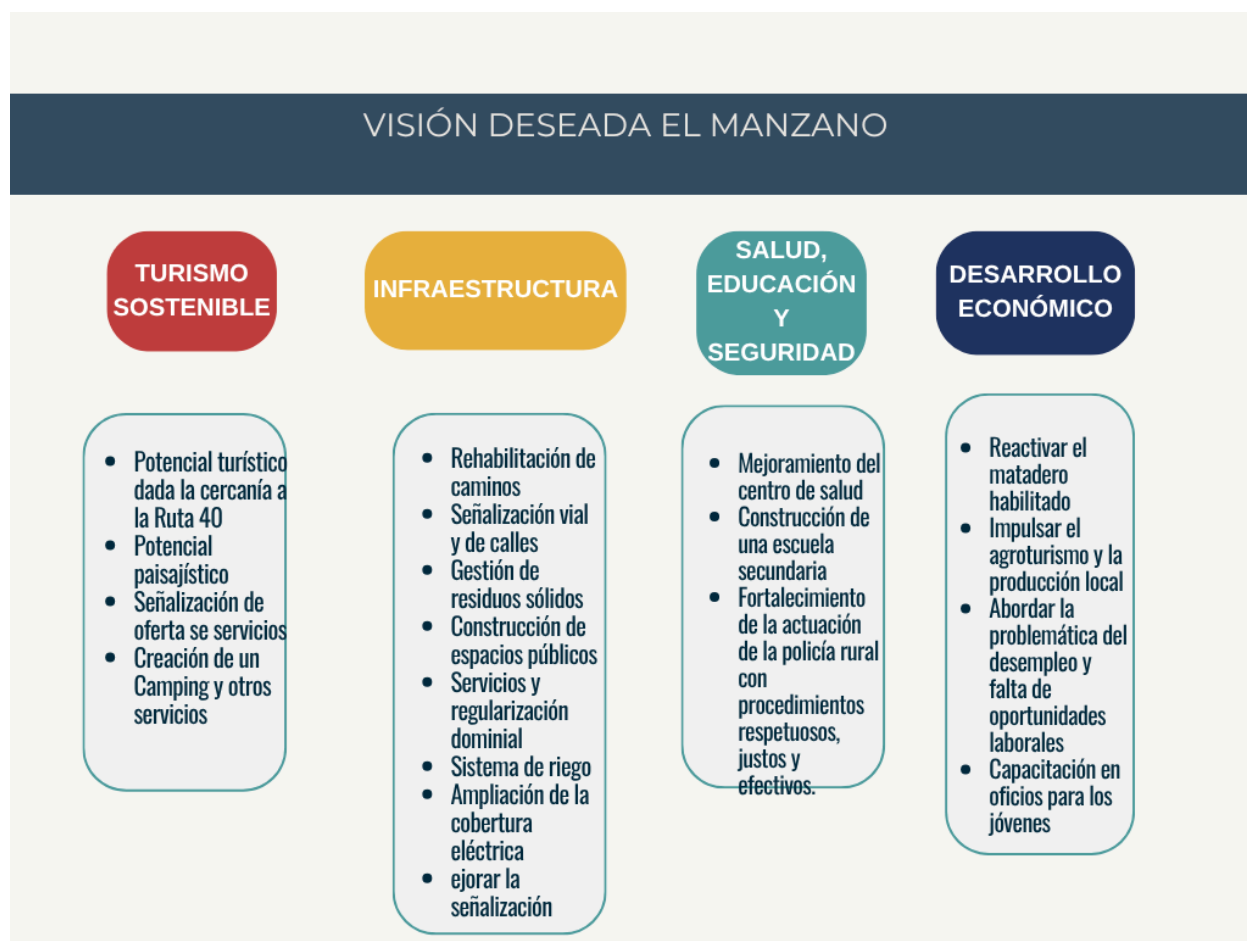 VISIÓN DESEADA EL MANZANO
TURISMO
SOSTENIBLE
• Potencial turístico
dada la cercanía a
la Ruta 40
• Potencial
paisajístico
• Señalización de
oferta se servicios
• Creación de un
Camping y otros
servicios
INFRAESTRUCTURA
• Rehabilitación de
caminos
• Señalización vial
y de calles
• Gestión de
residuos sólidos
• Construcción de
espacios públicos
• Servicios y
regularización
dominial
• Sistema de riego
• Ampliación de la
cobertura
eléctrica
• ejorar la
señalización
SALUD,
EDUCACIÓN
Y
SEGURIDAD
• Mejoramiento del
centro de salud
• Construcción de
una escuela
secundaria
• Fortalecimiento
de la actuación
de la policía rural
con
procedimientos
respetuosos,
justos y
efectivos.
DESARROLLO
ECONÓMICO
• Reactivar el
matadero
habilitado
• Impulsar el
agroturismo y la
producción local
• Abordar la
problemática del
desempleo y
falta de
oportunidades
laborales
• Capacitación en
oficios para los
jóvenes